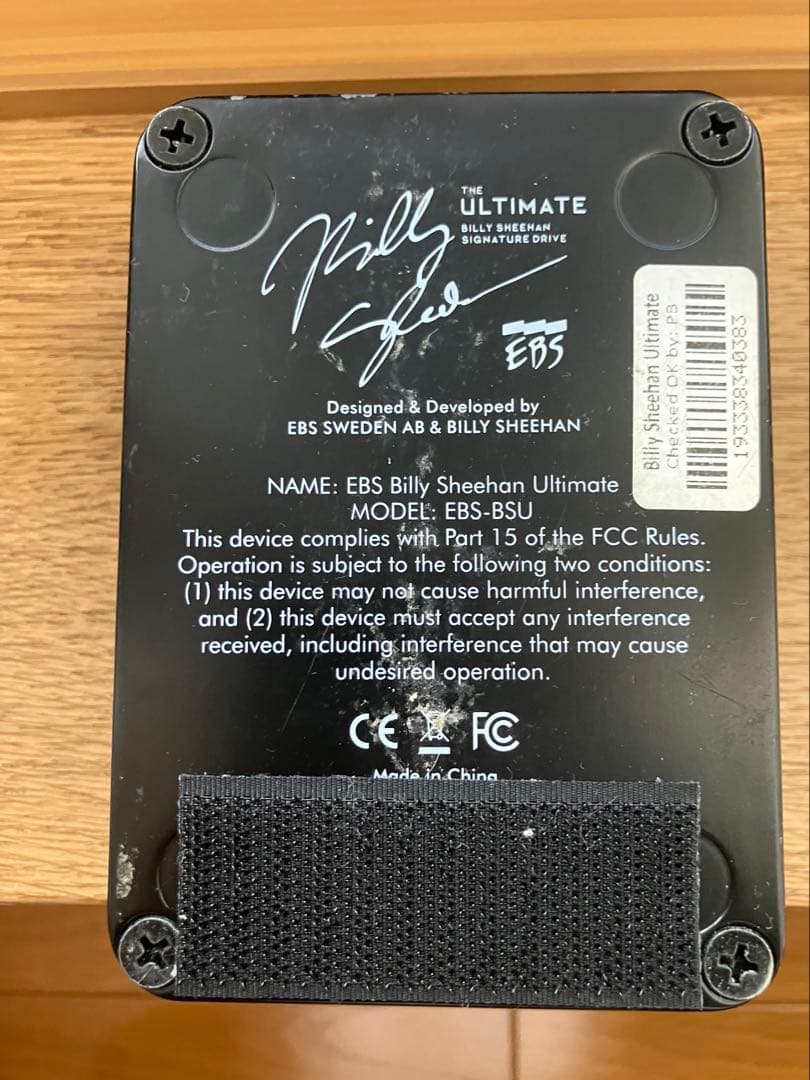 Billy Sheehan
THE
ULTIMATE
BILLY SHEEHAN
SIGNATURE DRIVE
EBS
Designed & Developed by
EBS SWEDEN AB & BILLY SHEEHAN
NAME: EBS Billy Sheehan Ultimate
MODEL: EBS-BSU
This device complies with Part 15 of the FCC Rules.
Operation is subject to the following two conditions:
(1) this device may not cause harmful interference,
and (2) this device must accept any interference
received, including interference that may cause
undesired operation.
CE FC
Made in China
Billy Sheehan Ultimate
Checked OK by: PB
193338340383